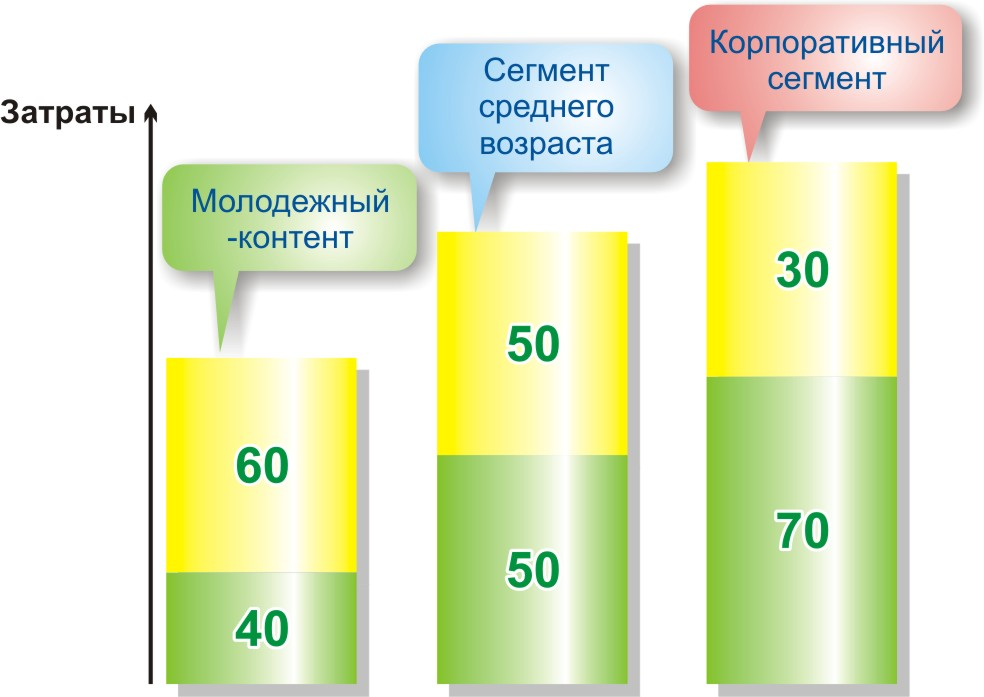 Затраты
Молодежный
-контент
Сегмент
среднего
возраста
Корпоративный
сегмент
60
40
50
50
30
70